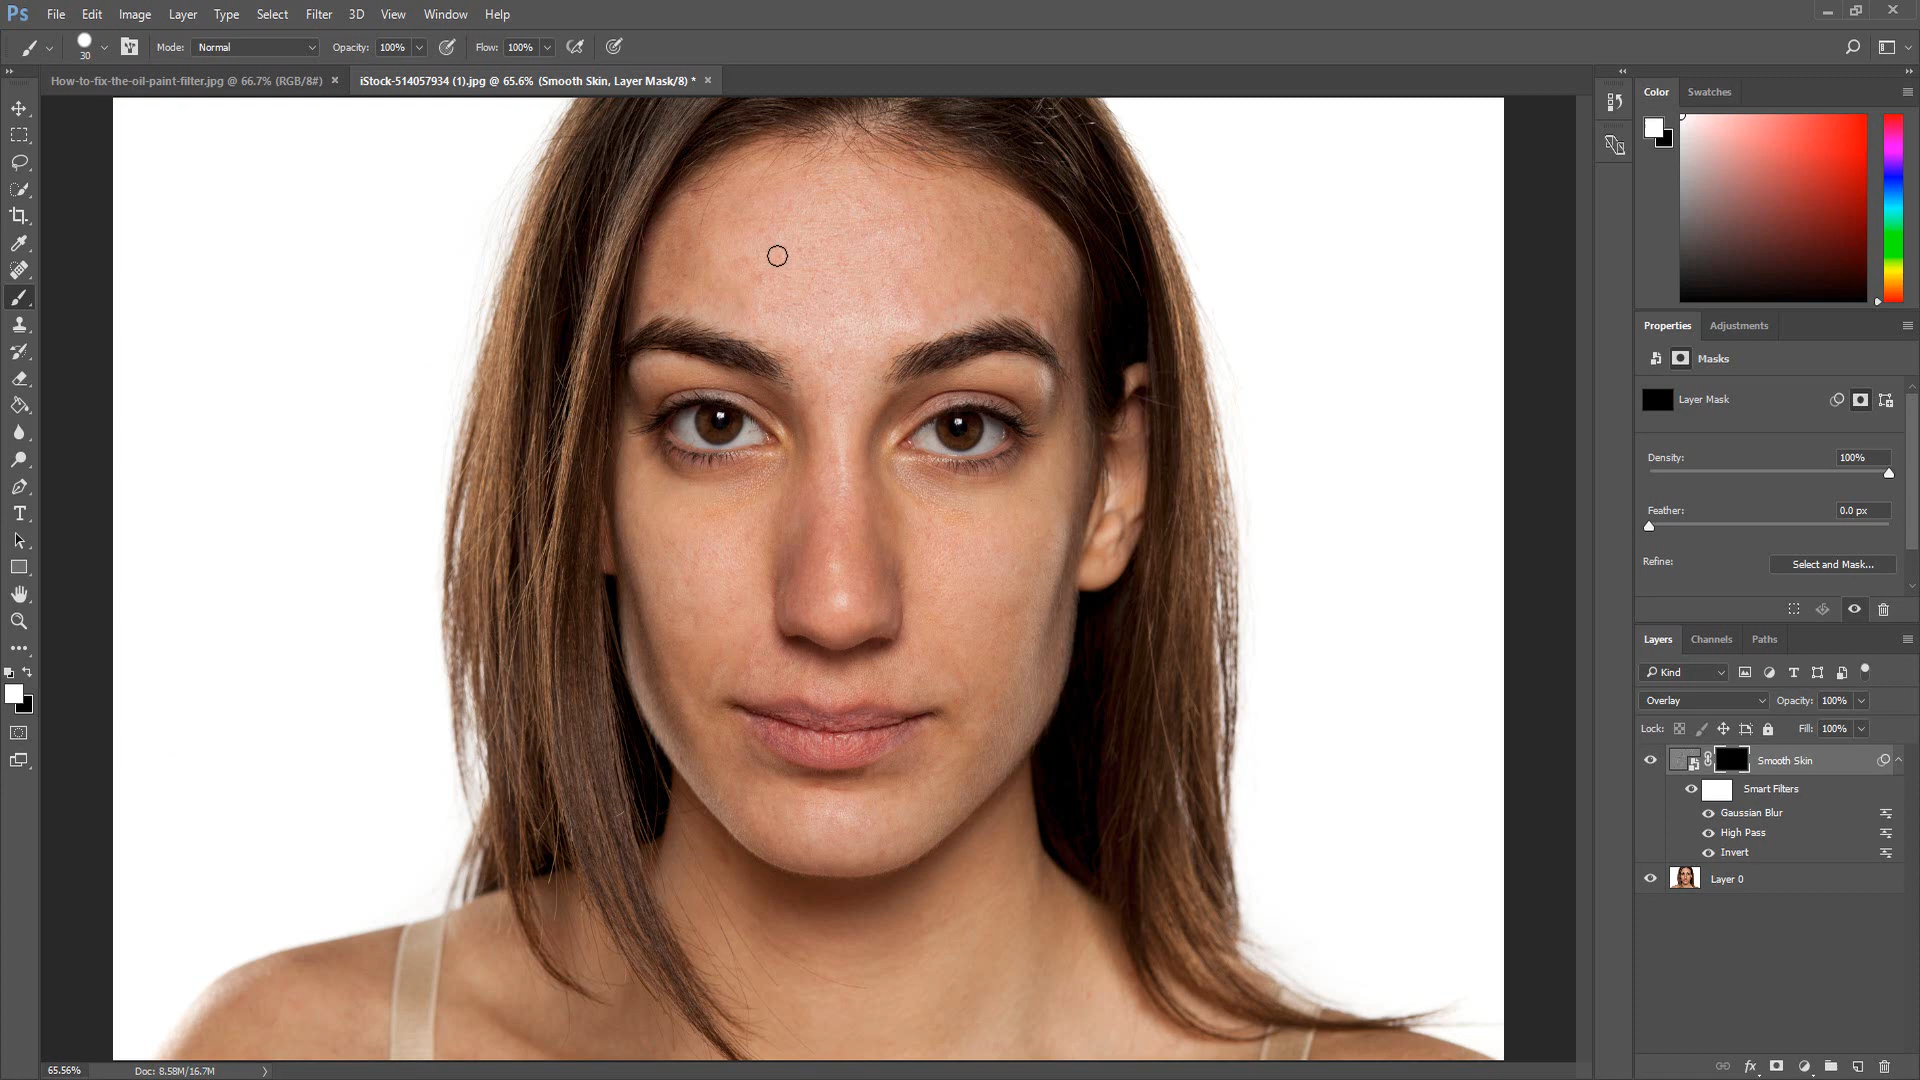 Ps File Edit Image Layer Type Select Filter 3D View Window Help
30 Mode: Normal Opacity: 100% Flow: 100%
How-to-fix-the-oil-paint-filter.jpg @ 66.7% (RGB/8#) × iStock-514057934 (1).jpg @ 65.6% (Smooth Skin, Layer Mask/8) * ×
Color Swatches
Properties Adjustments
Masks
Layer Mask
Density: 100%
Feather: 0.0 px
Refine: Select and Mask...
Layers Channels Paths
Kind
Overlay Opacity: 100%
Lock: Fill: 100%
Smooth Skin
Smart Filters
Gaussian Blur
High Pass
Invert
Layer 0
65.56% Doc: 8.58M/16.7M